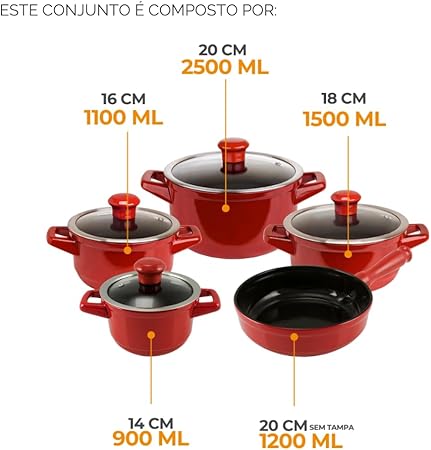 ESTE CONJUNTO É COMPOSTO POR:
20 CM
2500 ML
16 CM
1100 ML
18 CM
1500 ML
14 CM
900 ML
20 CM SEM TAMPA
1200 ML